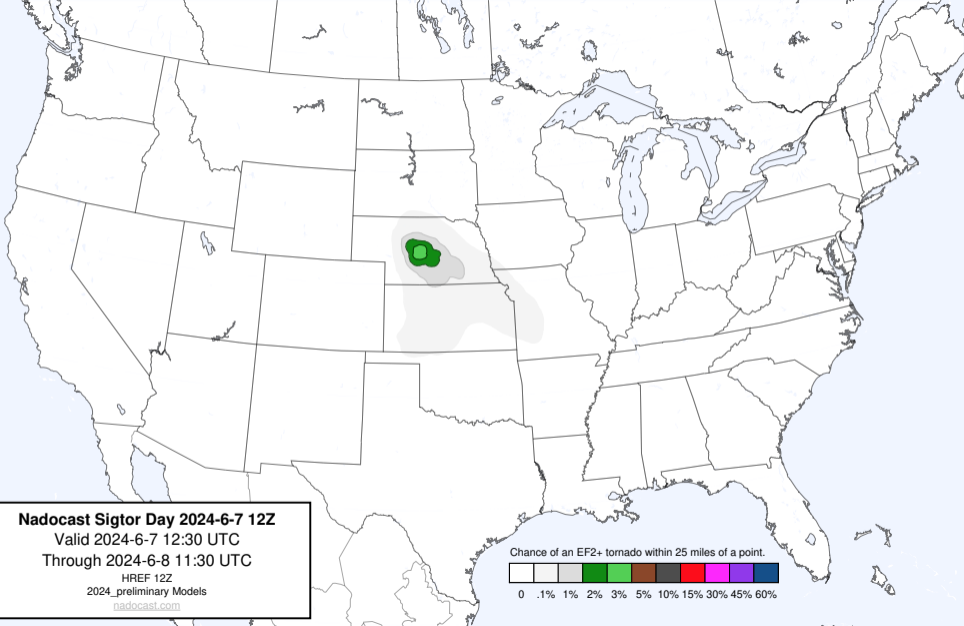 Nadocast Sigtor Day 2024-6-7 12Z
Valid 2024-6-7 12:30 UTC
Through 2024-6-8 11:30 UTC
HREF 12Z
2024_preliminary Models
nadocast.com
Chance of an EF2+ tornado within 25 miles of a point.
0 .1% 1% 2% 3% 5% 10% 15% 30% 45% 60%